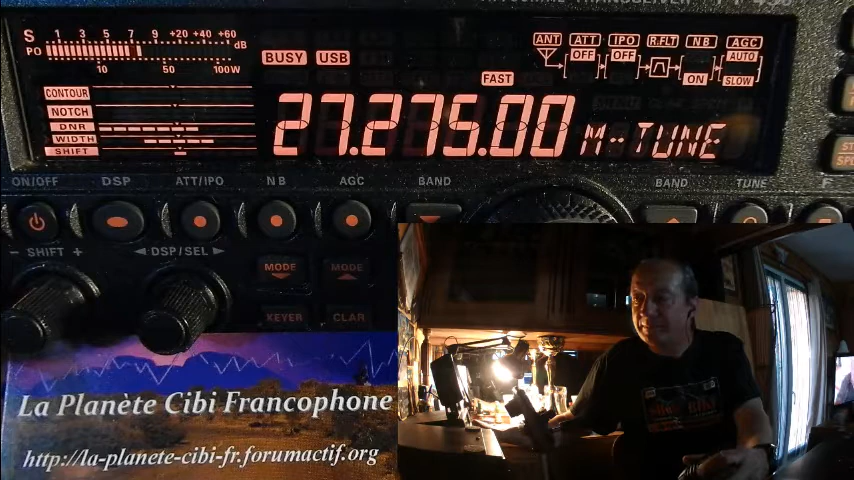 S 1 3 5 7 9 +20 +40 +60 dB
PO 10 50 100W
BUSY USB
ANT ATT IPO R.FLT NB AGC
OFF OFF AUTO
ON SLOW
FAST
CONTOUR
NOTCH
DNR
WIDTH
SHIFT
27.275.00 M-TUNE
ON/OFF DSP ATT/IPO NB AGC BAND BAND TUNE
- SHIFT + DSP/SEL
MODE MODE
KEYER CLAR
La Planète Cibi Francophone
http://la-planete-cibi-fr.forumactif.org